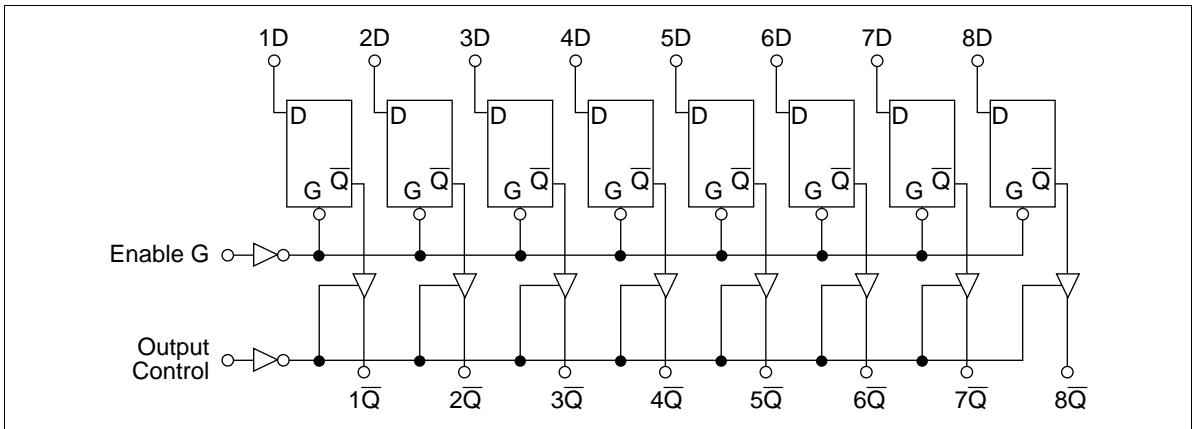 1D 2D 3D 4D 5D 6D 7D 8D
D D D D D D D D
Q̅ Q̅ Q̅ Q̅ Q̅ Q̅ Q̅ Q̅
G G G G G G G G
Enable G
Output
Control
1Q̅ 2Q̅ 3Q̅ 4Q̅ 5Q̅ 6Q̅ 7Q̅ 8Q̅